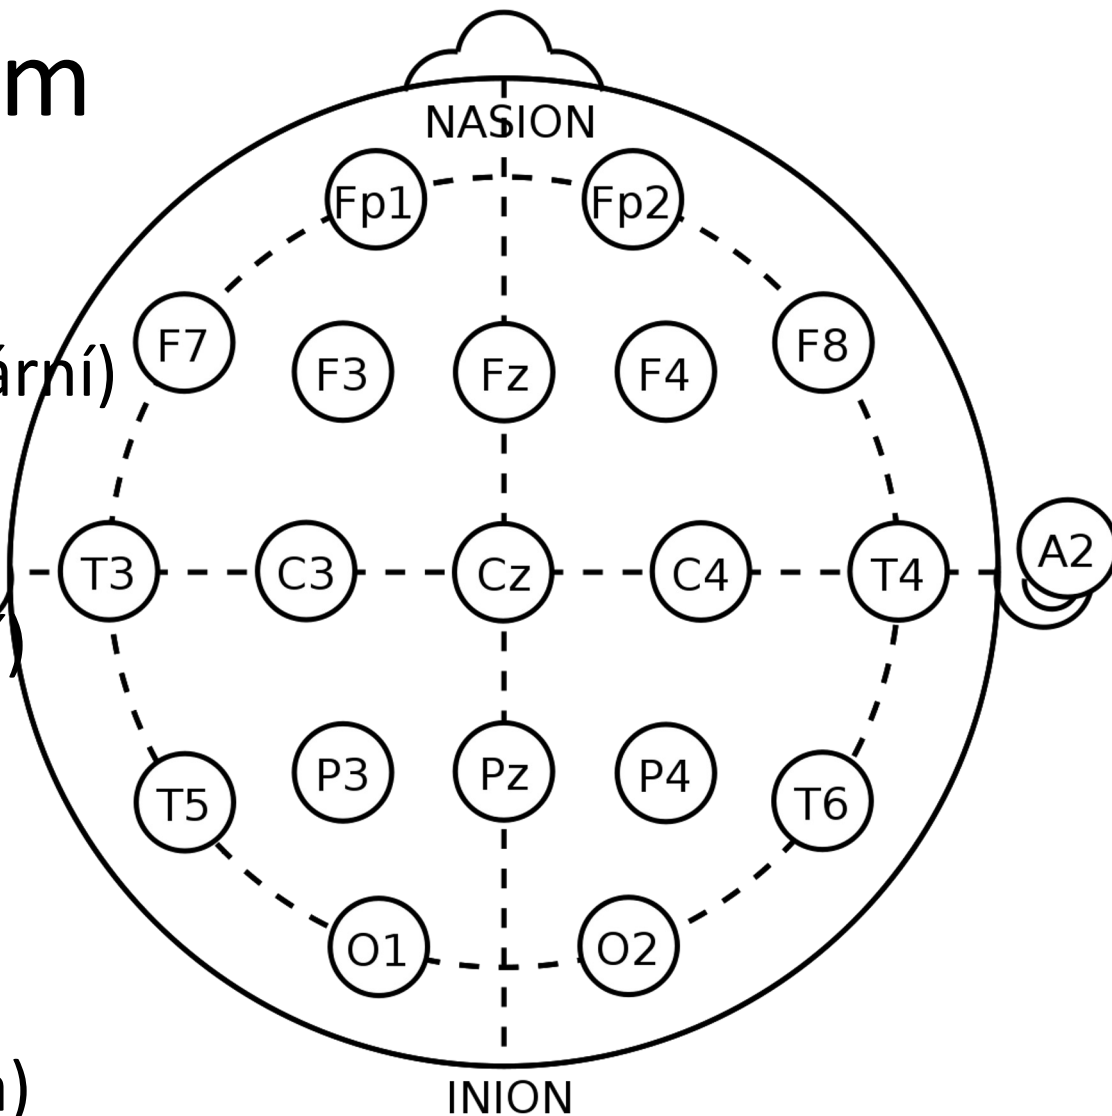 m
NASION
Fp1 Fp2
F7 F3 Fz F4 F8
ární)
T3 C3 Cz C4 T4 A2
)
T5 P3 Pz P4 T6
O1 O2
)
INION